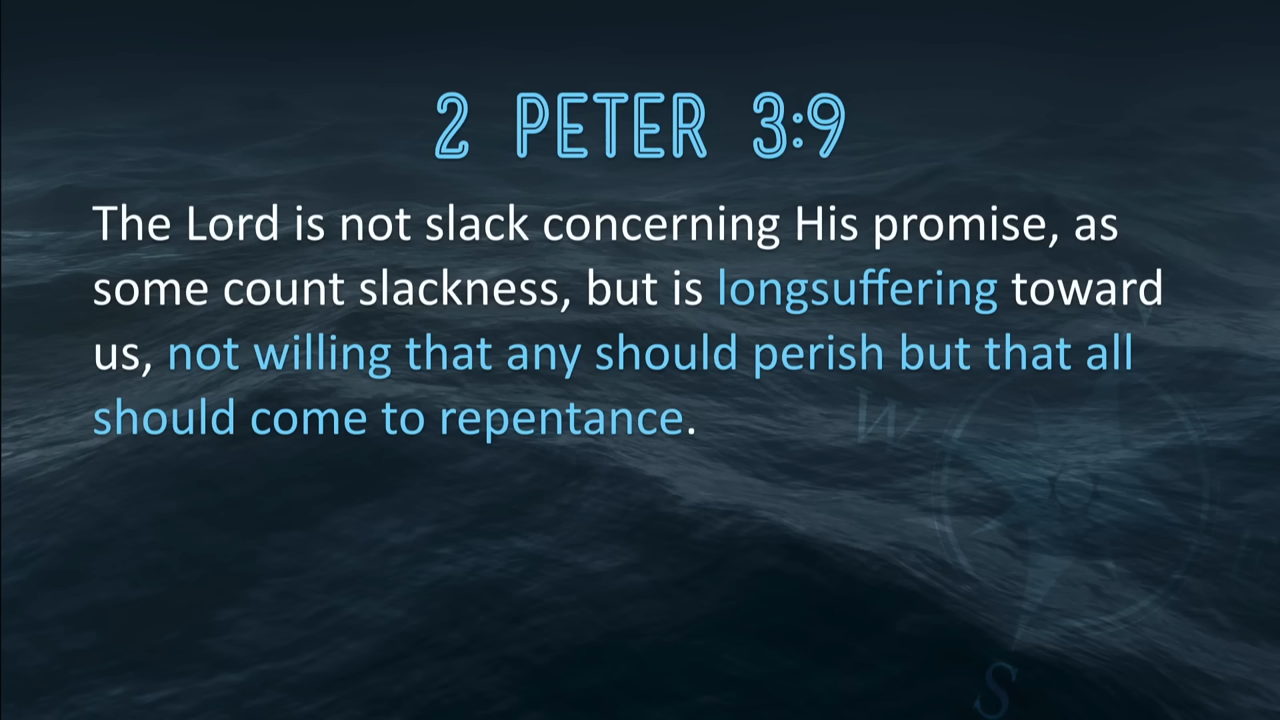 2 PETER 3:9
The Lord is not slack concerning His promise, as
some count slackness, but is longsuffering toward
us, not willing that any should perish but that all
should come to repentance.
W
S